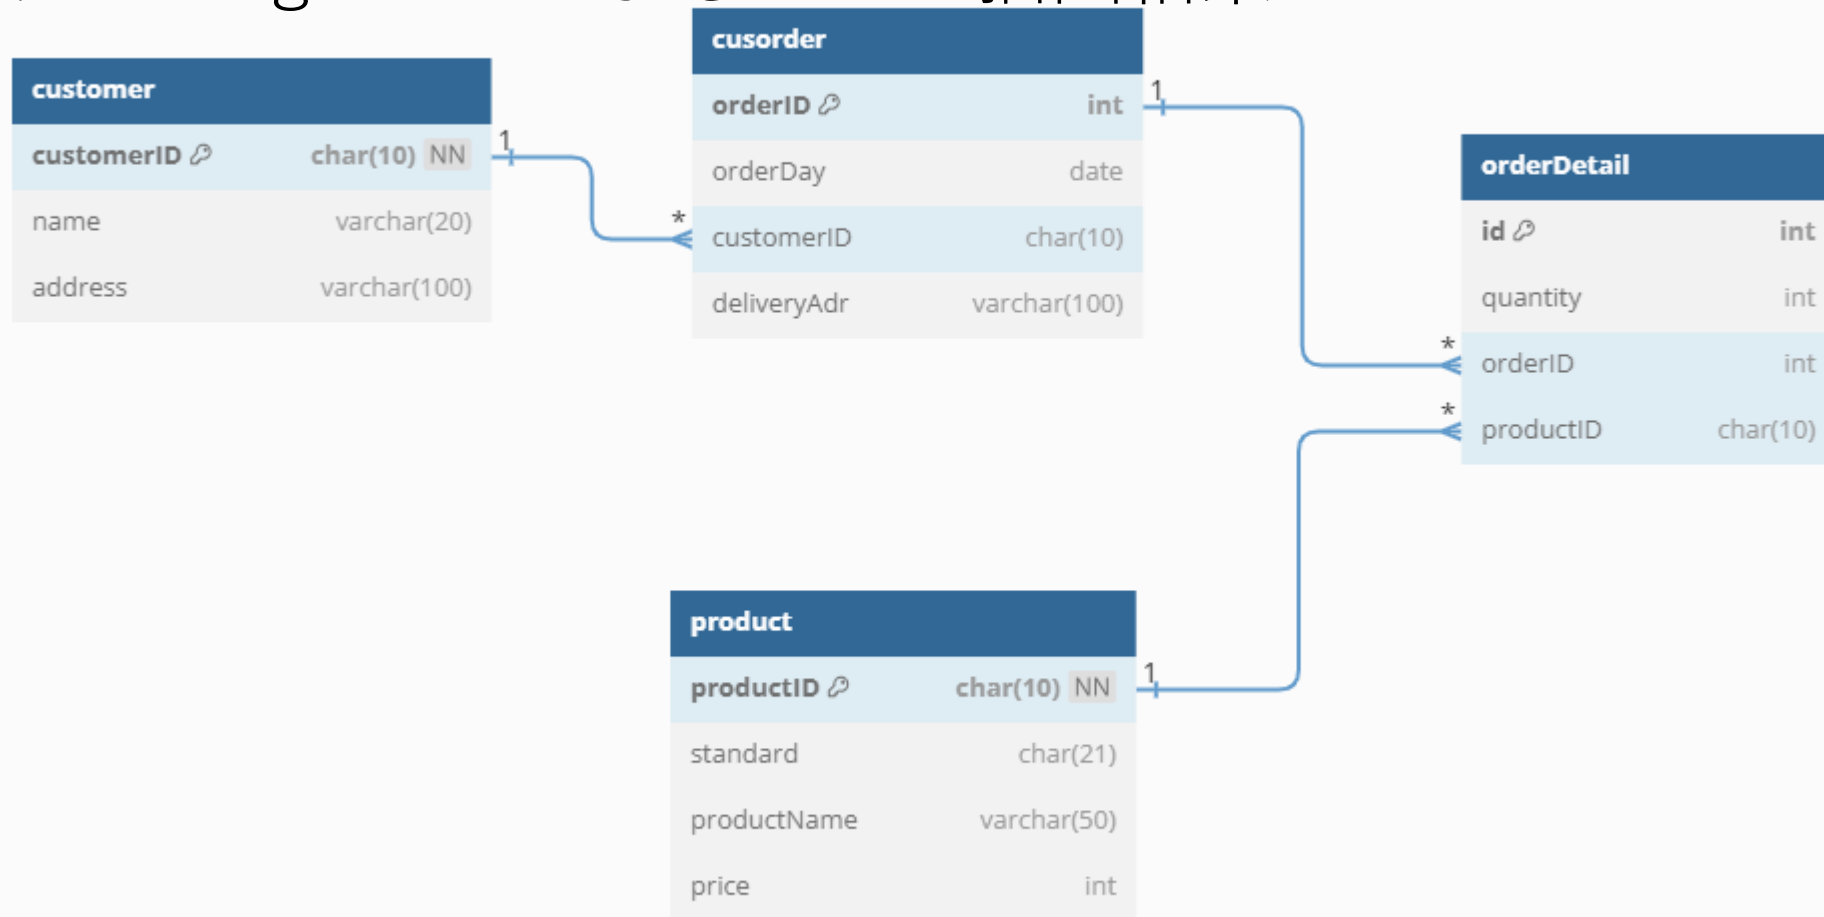 customer
customerID char(10) NN
name varchar(20)
address varchar(100)
1
*
cusorder
orderID int
orderDay date
customerID char(10)
deliveryAdr varchar(100)
1
*
orderDetail
id int
quantity int
orderID int
productID char(10)
*
product
productID char(10) NN
standard char(21)
productName varchar(50)
price int
1